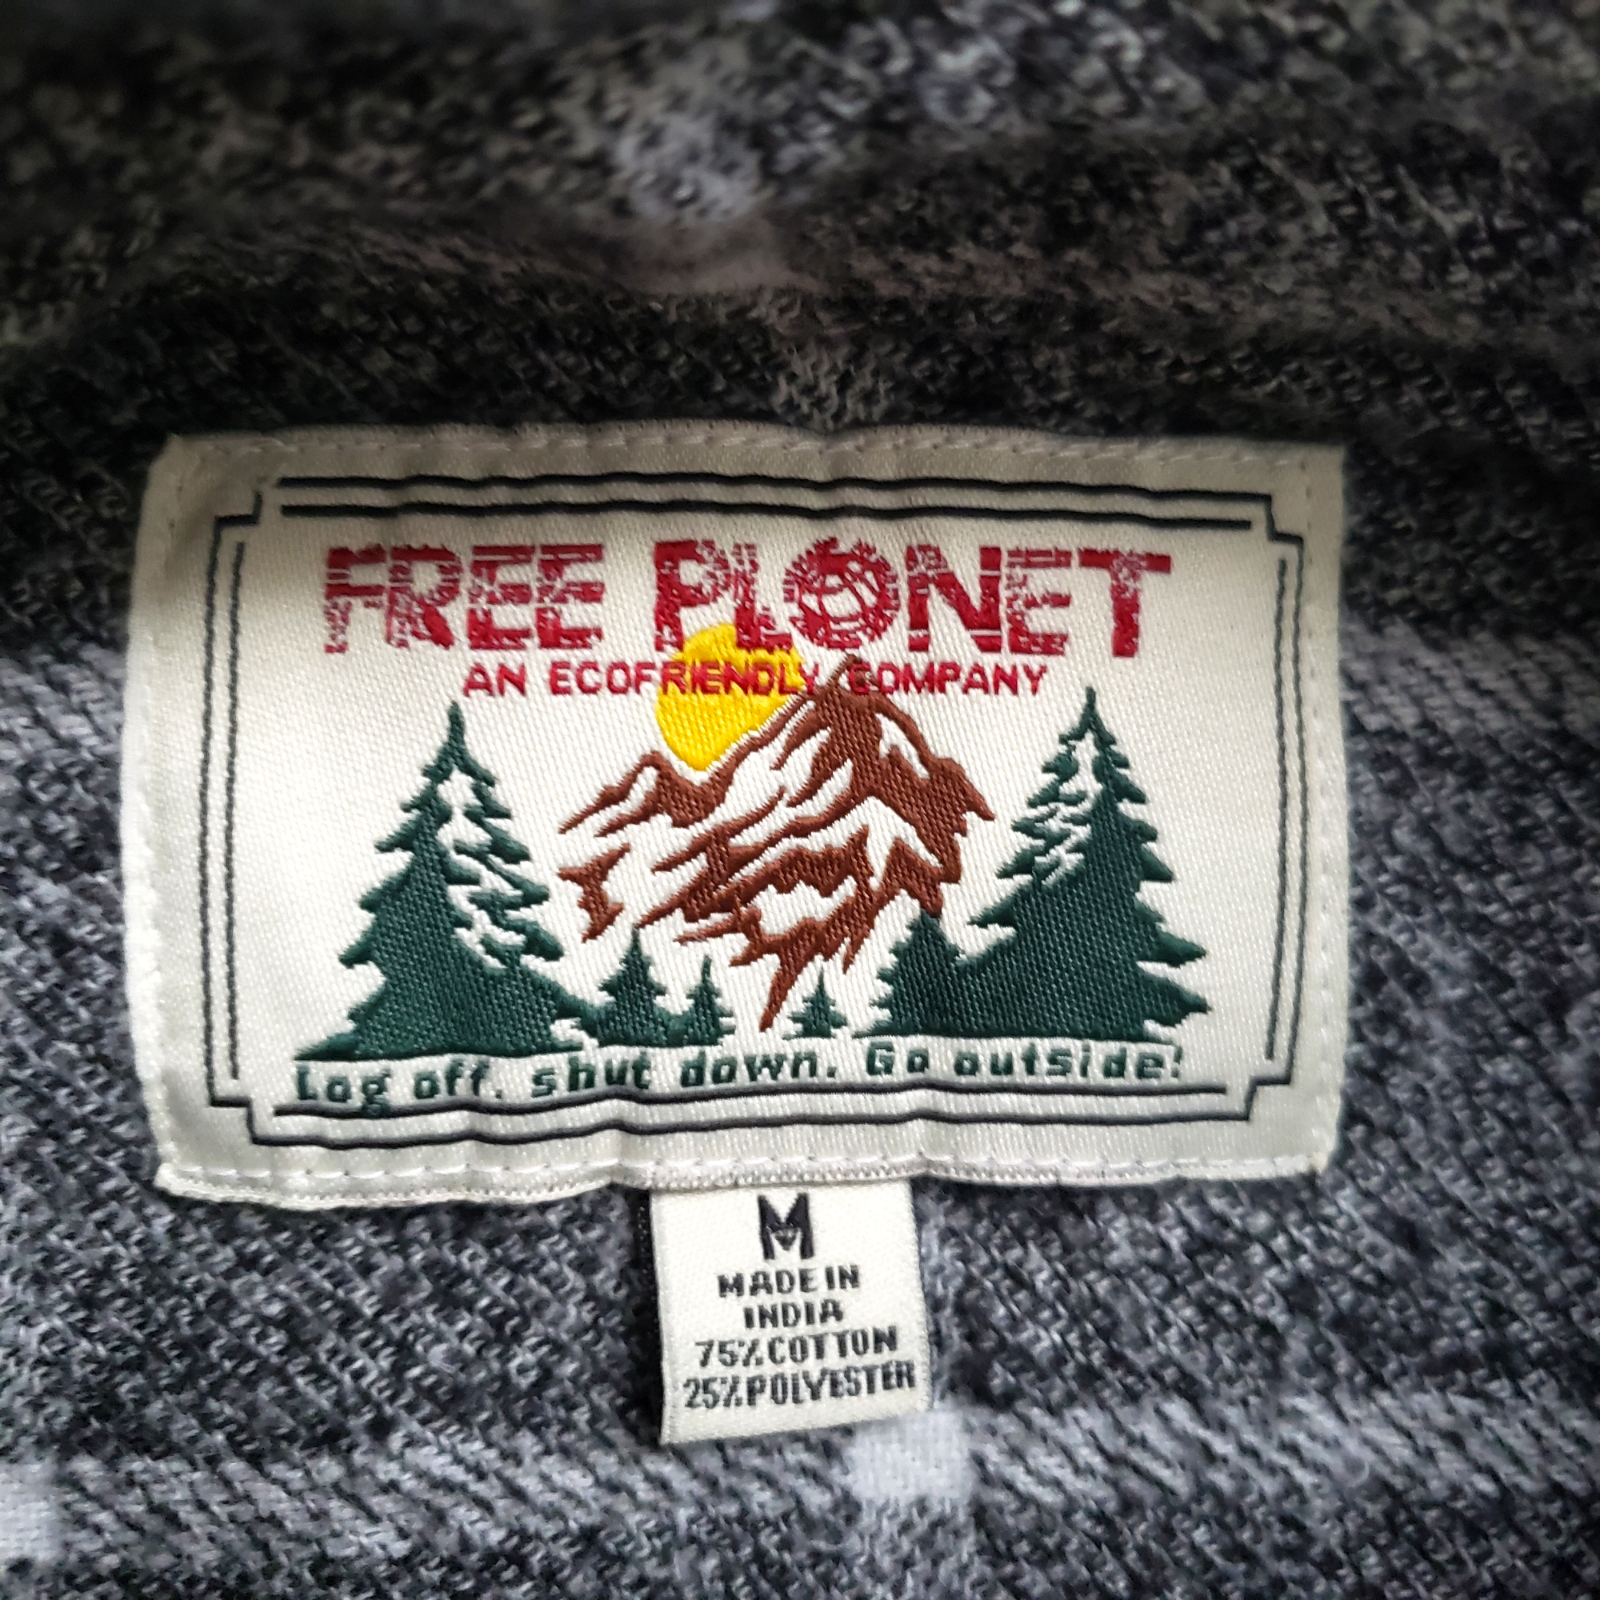 FREE PLONET
AN ECOFRIENDLY COMPANY
Log off. shut down. Go outside!
M
MADE IN
INDIA
75% COTTON
25% POLYESTER